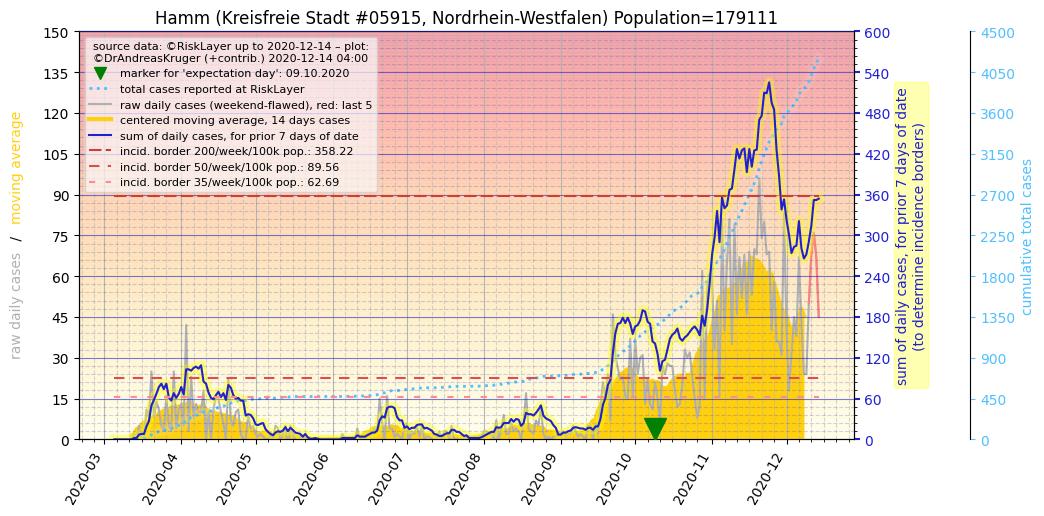 Hamm (Kreisfreie Stadt #05915, Nordrhein-Westfalen) Population=179111
source data: ©RiskLayer up to 2020-12-14 – plot:
©DrAndreasKruger (+contrib.) 2020-12-14 04:00
marker for 'expectation day': 09.10.2020
total cases reported at RiskLayer
raw daily cases (weekend-flawed), red: last 5
centered moving average, 14 days cases
sum of daily cases, for prior 7 days of date
incid. border 200/week/100k pop.: 358.22
incid. border 50/week/100k pop.: 89.56
incid. border 35/week/100k pop.: 62.69
raw daily cases / moving average
150
135
120
105
90
75
60
45
30
15
0
600
540
480
420
360
300
240
180
120
60
0
sum of daily cases, for prior 7 days of date
(to determine incidence borders)
4500
4050
3600
3150
2700
2250
1800
1350
900
450
0
cumulative total cases
2020-03
2020-04
2020-05
2020-06
2020-07
2020-08
2020-09
2020-10
2020-11
2020-12